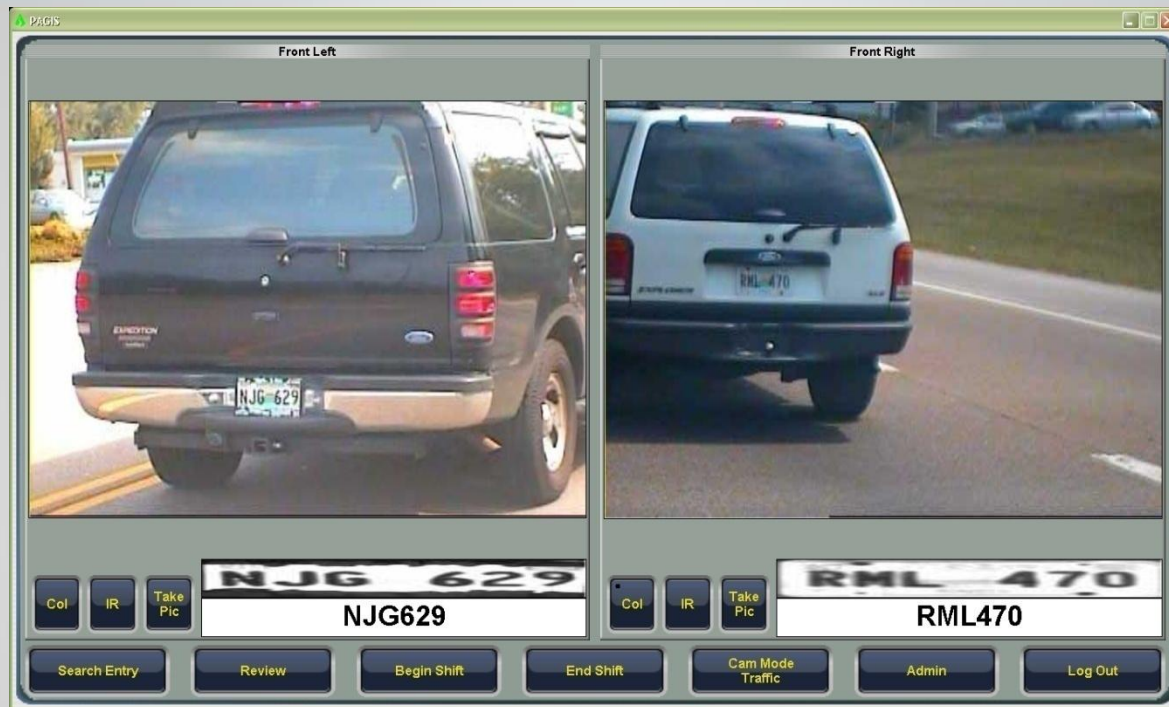 PAGIS
Front Left
Front Right
EXPEDITION
NJG 629
RML 470
EXPLORER
NJG 629
NJG629
RML 470
RML470
Col
IR
Take
Pic
Col
IR
Take
Pic
Search Entry
Review
Begin Shift
End Shift
Cam Mode
Traffic
Admin
Log Out